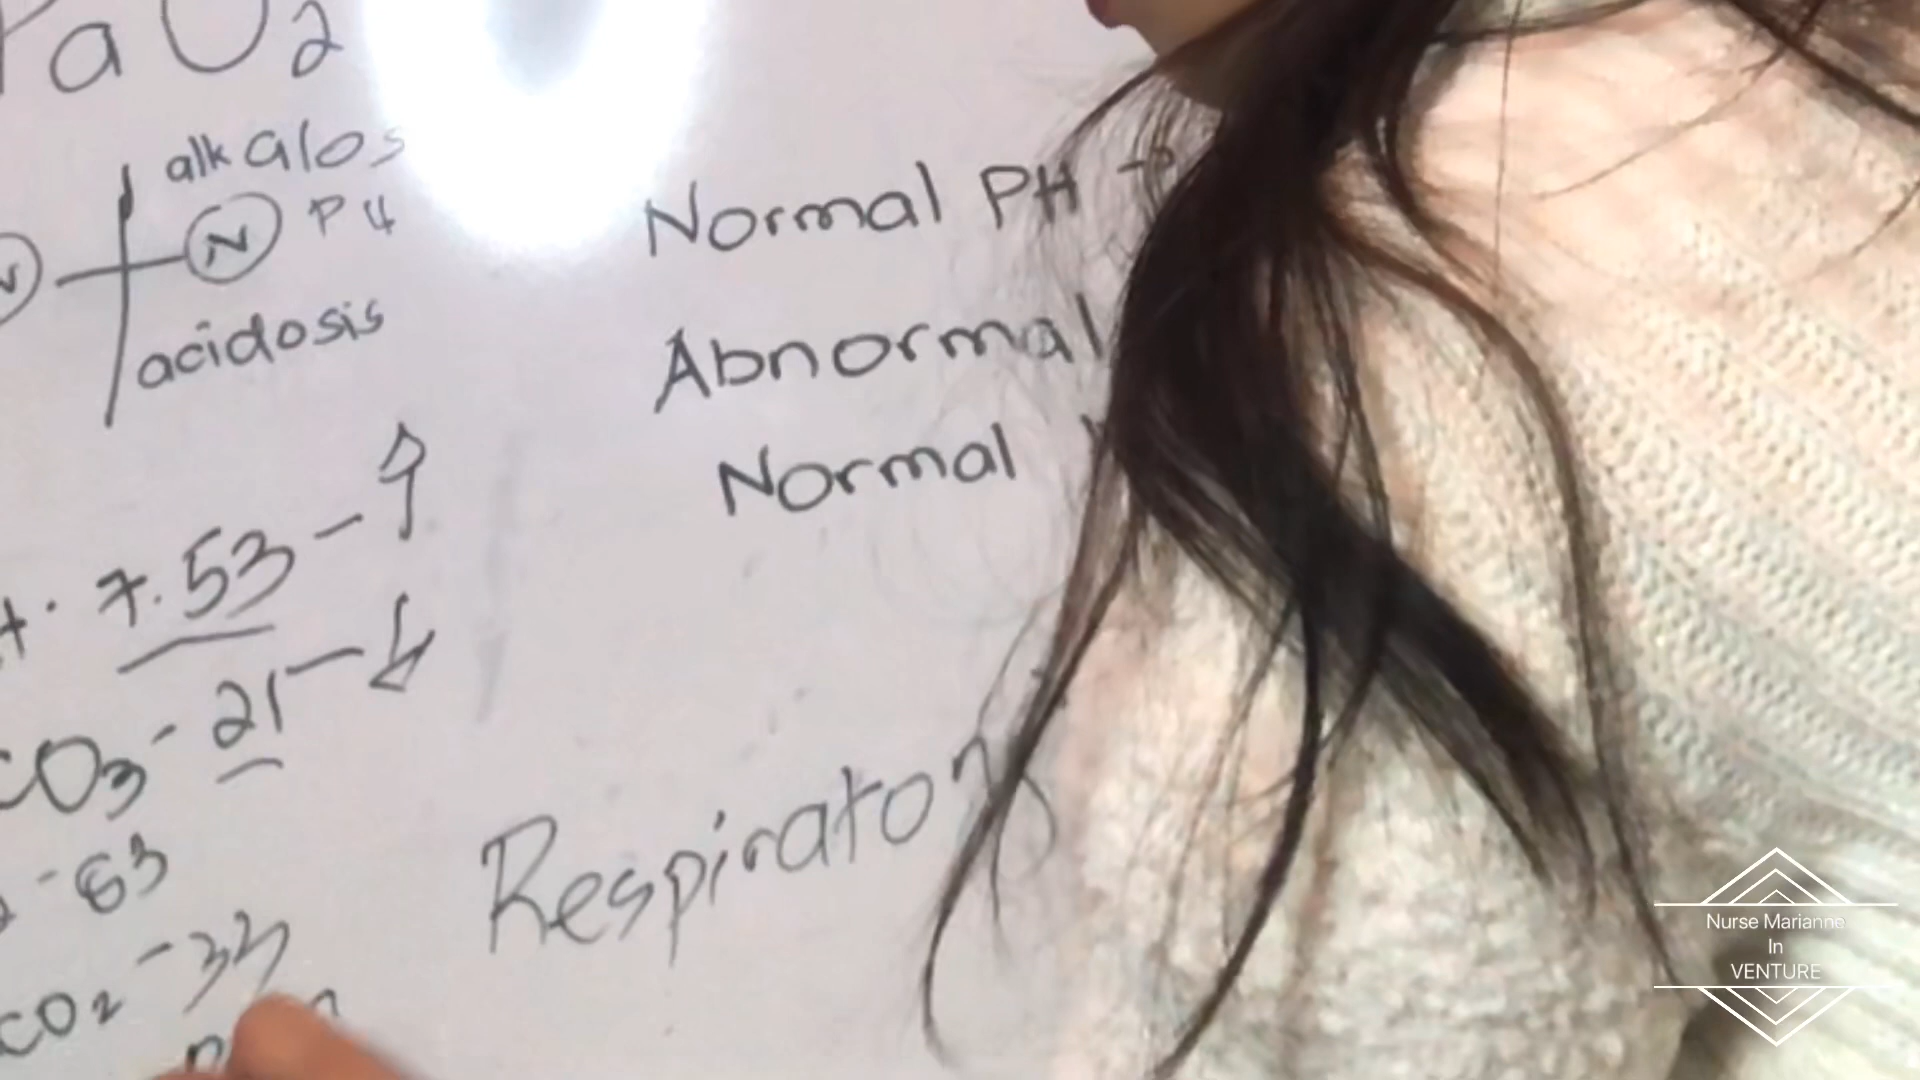 PaO2
alkalos
N PH
acidosis
7.53 - ↑
CO3 - 21 - ↓
- 63
CO2 - 33
Normal PH -
Abnormal
Normal
Respiratory
Nurse Marianne
In
VENTURE